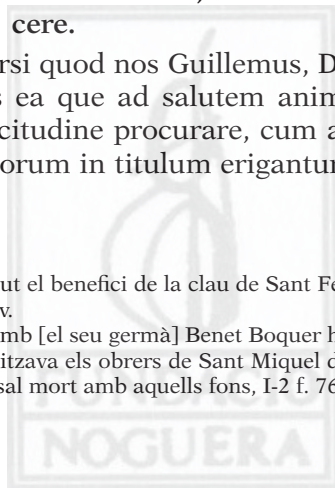 cere.
rsi quod nos Guillemus, D
s ea que ad salutem anim
citudine procurare, cum a
orum in titulum erigantur
ut el benefici de la clau de Sant Fe
v.
mb [el seu germà] Benet Boquer h
itzava els obrers de Sant Miquel d
sal mort amb aquells fons, I-2 f. 76
FUNDACIÓ
NOGUERA